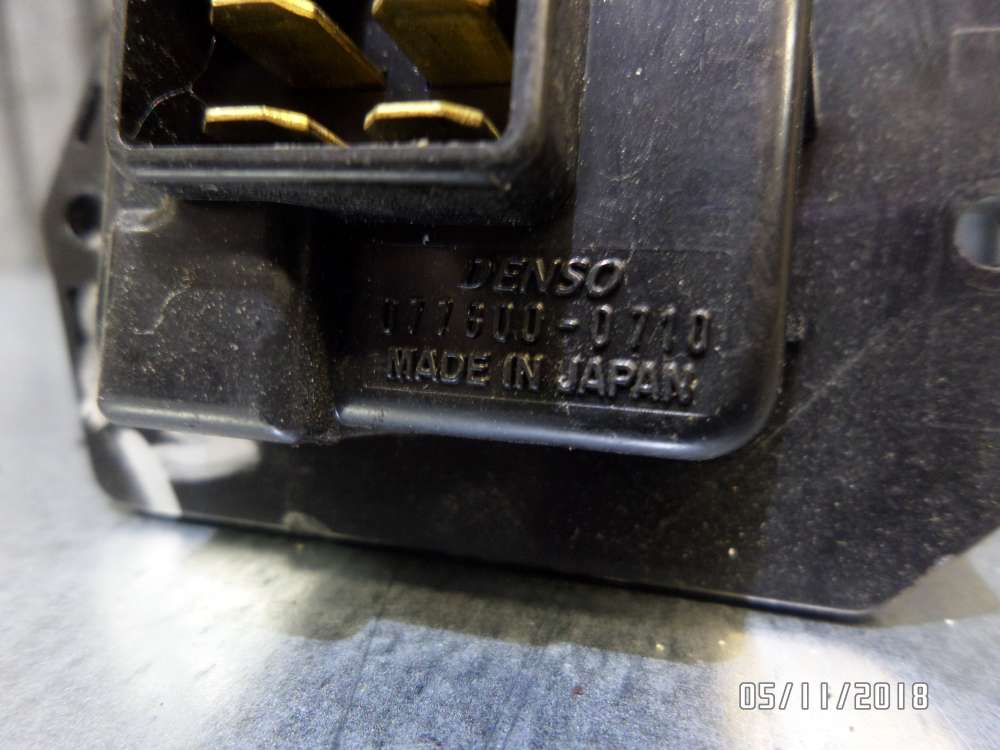 DENSO
077800-0710
MADE IN JAPAN
05/11/2018